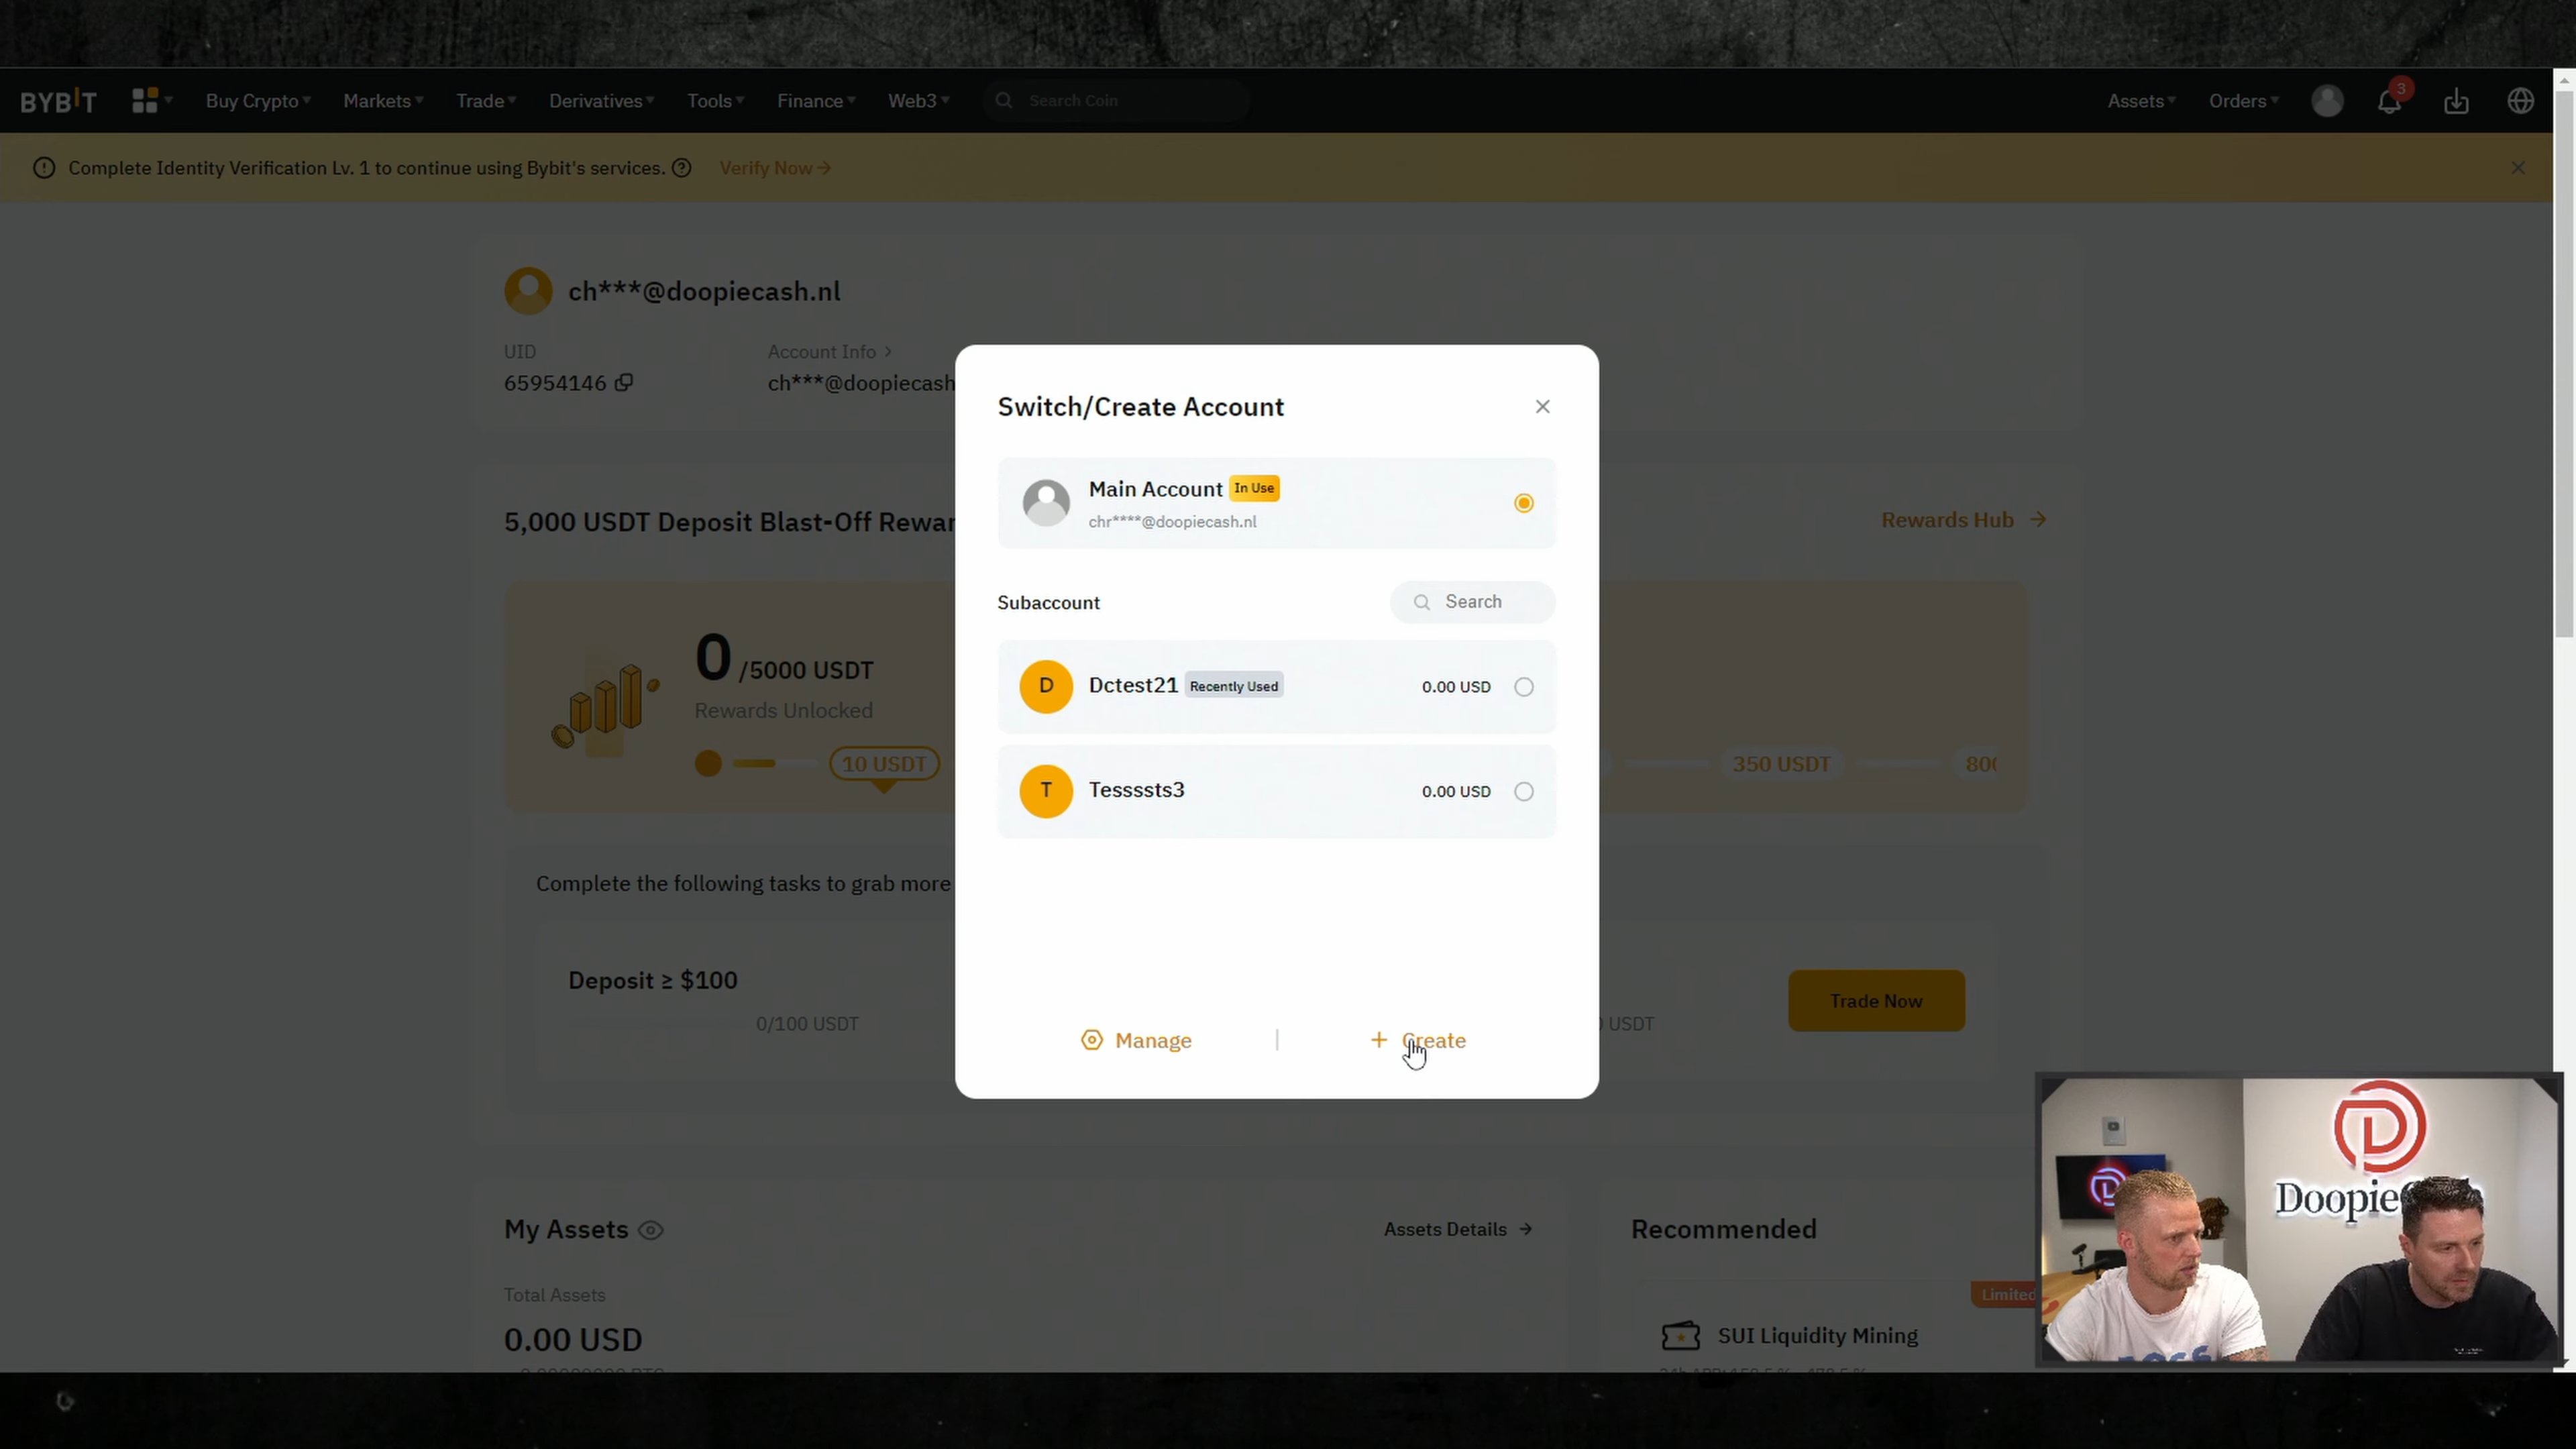 BYBIT
Buy Crypto
Markets
Trade
Derivatives
Tools
Finance
Web3
Search Coin
Assets
Orders
3
Complete Identity Verification Lv. 1 to continue using Bybit's services.
Verify Now
ch***@doopiecash.nl
UID
Account Info
65954146
ch***@doopiecash
5,000 USDT Deposit Blast-Off Rewar
Rewards Hub
0 /5000 USDT
Rewards Unlocked
10 USDT
350 USDT
800
Complete the following tasks to grab more
Deposit ≥ $100
0/100 USDT
USDT
Trade Now
Switch/Create Account
Main Account In Use
chr****@doopiecash.nl
Subaccount
Search
D
Dctest21 Recently Used
0.00 USD
T
Tessssts3
0.00 USD
Manage
+ Create
My Assets
Assets Details
Total Assets
0.00 USD
Recommended
Limited
SUI Liquidity Mining
Doopie